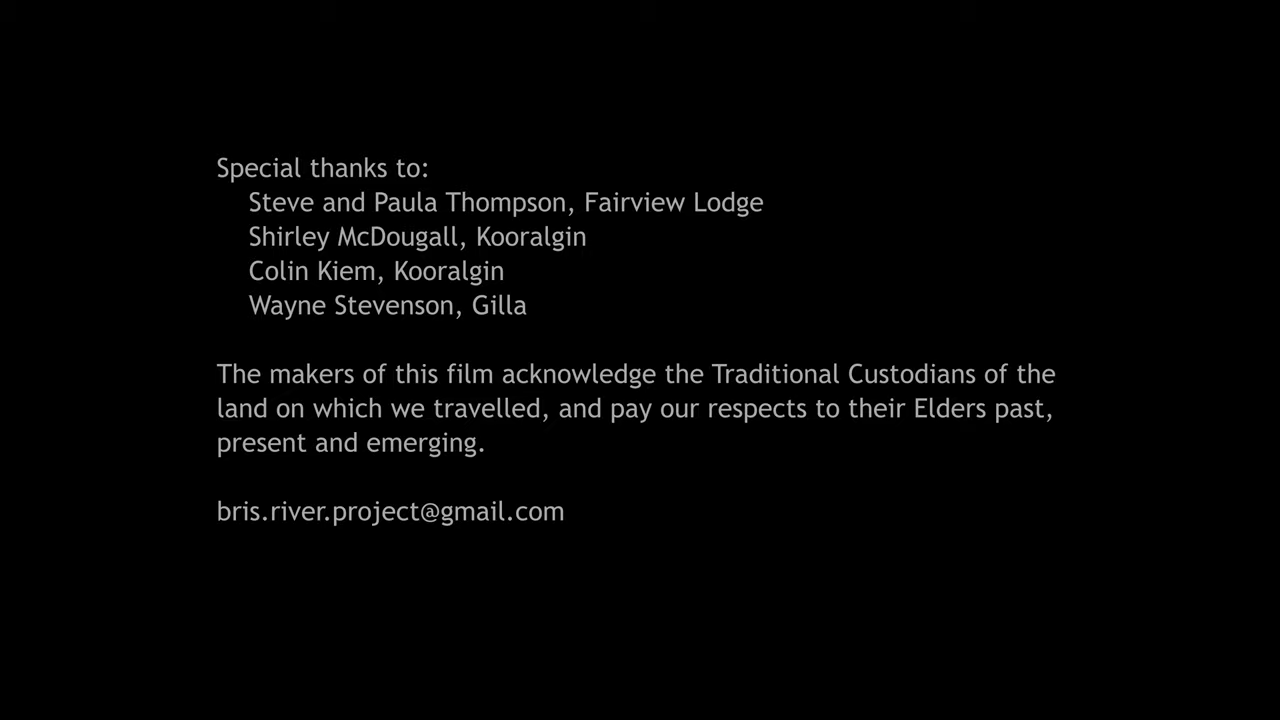 Special thanks to:
Steve and Paula Thompson, Fairview Lodge
Shirley McDougall, Kooralgin
Colin Kiem, Kooralgin
Wayne Stevenson, Gilla
The makers of this film acknowledge the Traditional Custodians of the
land on which we travelled, and pay our respects to their Elders past,
present and emerging.
bris.river.project@gmail.com